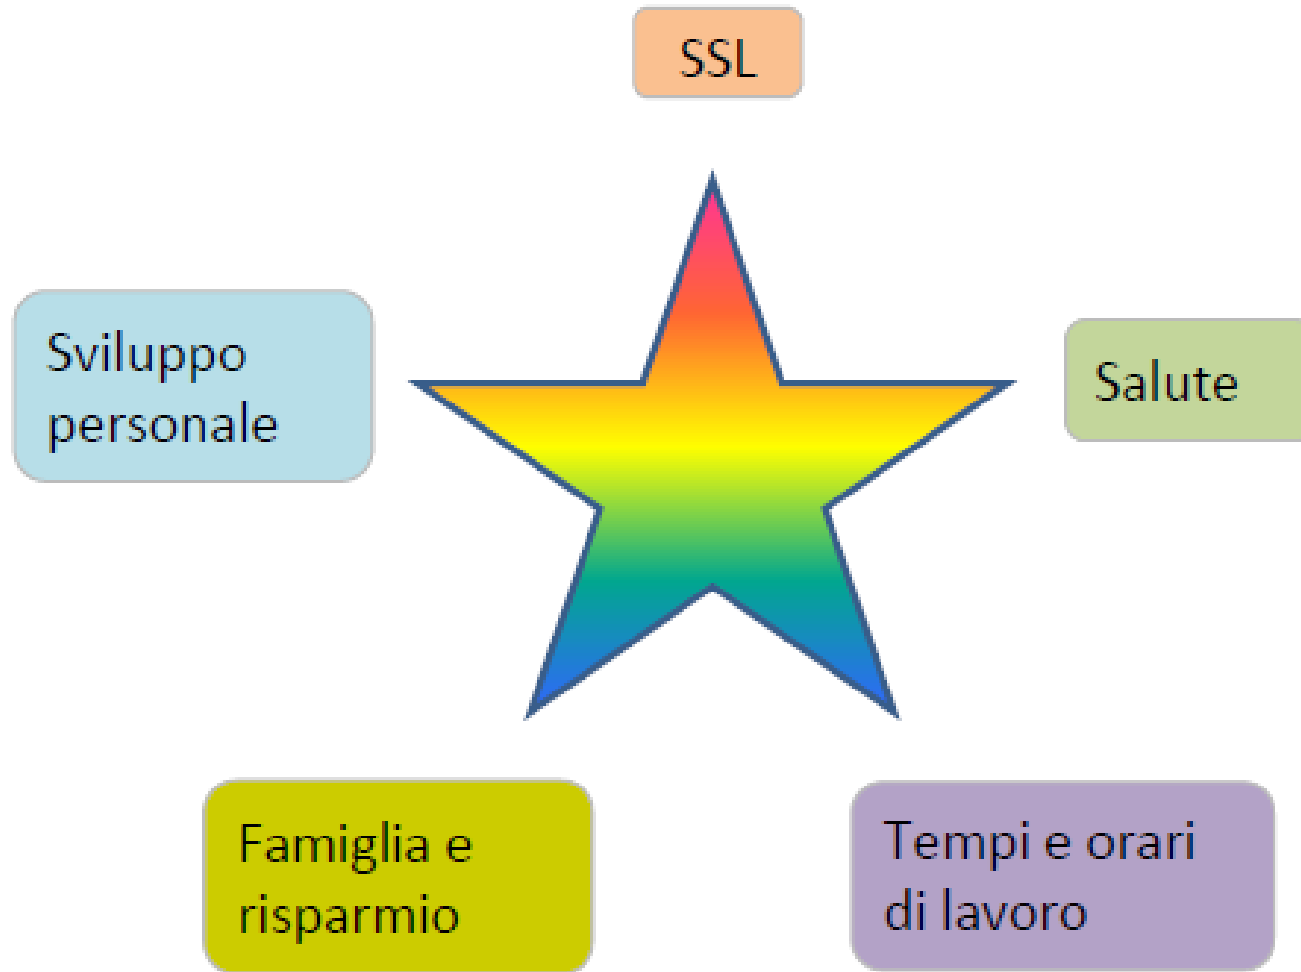 SSL
Sviluppo
personale
Salute
Famiglia e
risparmio
Tempi e orari
di lavoro